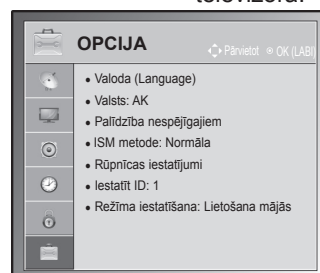 OPCIJA
Pārvietot OK (LABI)
• Valoda (Language)
• Valsts: AK
• Palīdzība nespējīgajiem
• ISM metode: Normāla
• Rūpnīcas iestatījumi
• Iestatīt ID: 1
• Režīma iestatīšana: Lietošana mājās